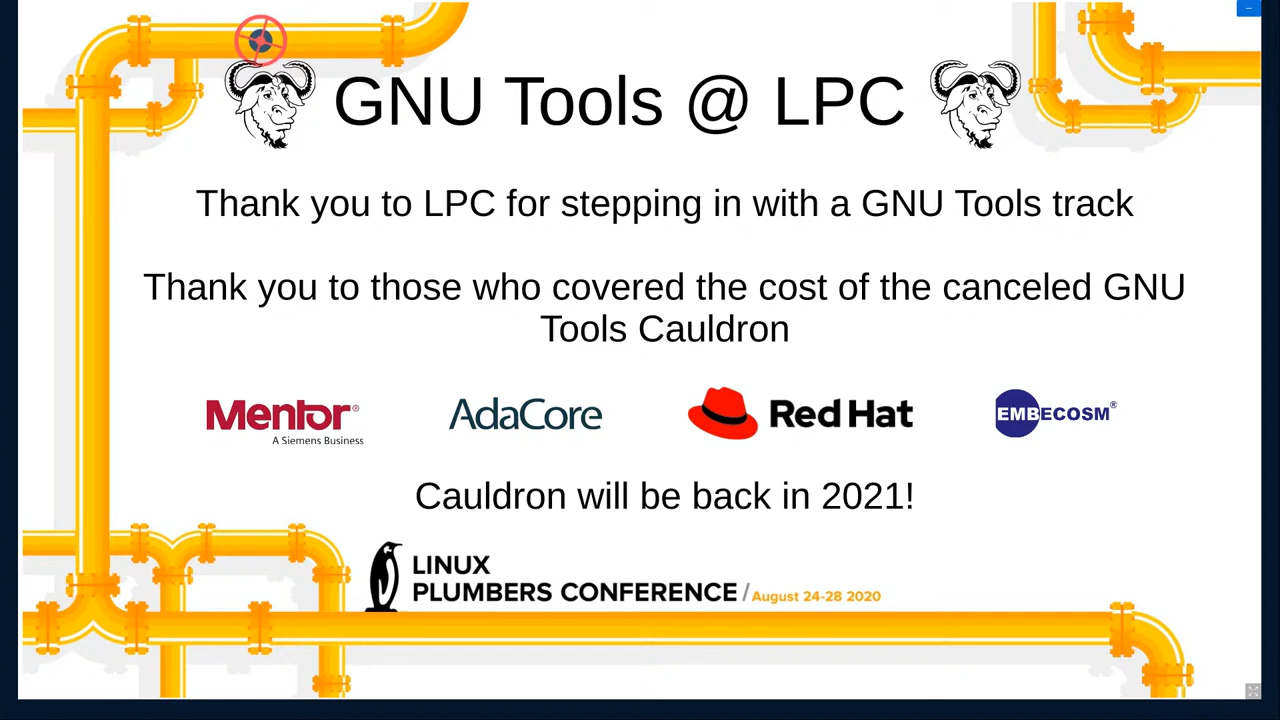 GNU Tools @ LPC
Thank you to LPC for stepping in with a GNU Tools track
Thank you to those who covered the cost of the canceled GNU
Tools Cauldron
Mentor®
A Siemens Business
AdaCore
Red Hat
EMBECOSM®
Cauldron will be back in 2021!
LINUX
PLUMBERS CONFERENCE / August 24-28 2020